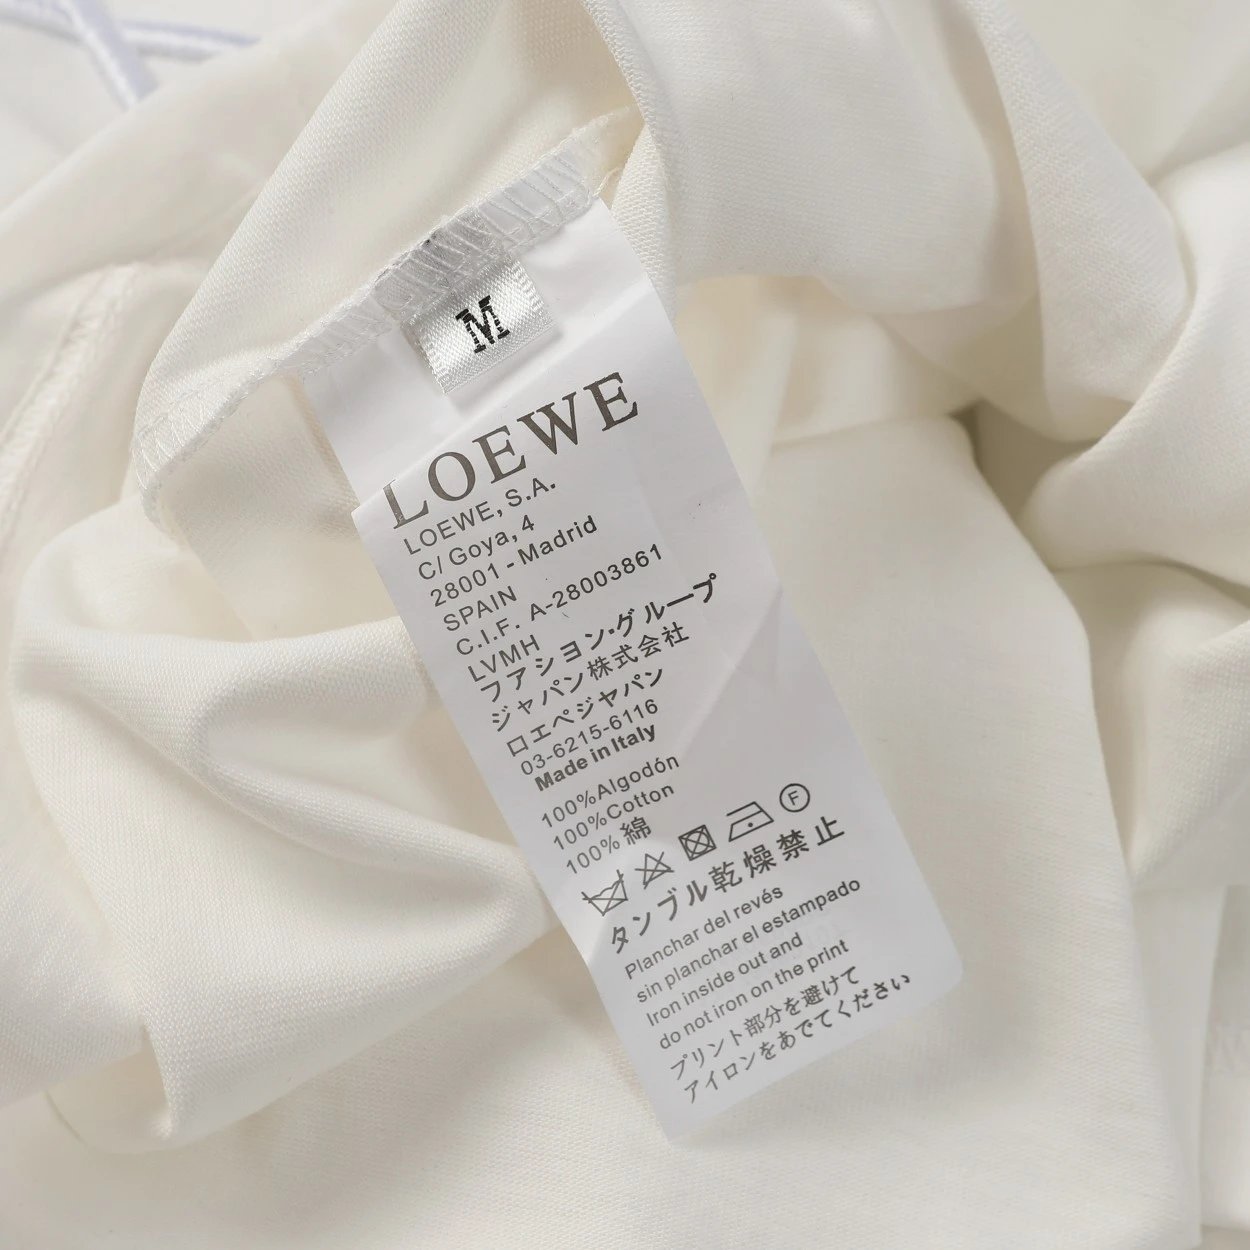 M
LOEWE
LOEWE, S.A.
C/ Goya, 4
28001 - Madrid
SPAIN
C.I.F. A-28003861
LVMH
フアシヨン・グループ
ジャパン株式会社
ロエベジャパン
03-6215-6116
Made in Italy
100%Algodón
100%Cotton
100%綿
F
タンブル乾燥禁止
Planchar del revés
sin planchar el estampado
Iron inside out and
do not iron on the print
プリント部分を避けて
アイロンをあでてください